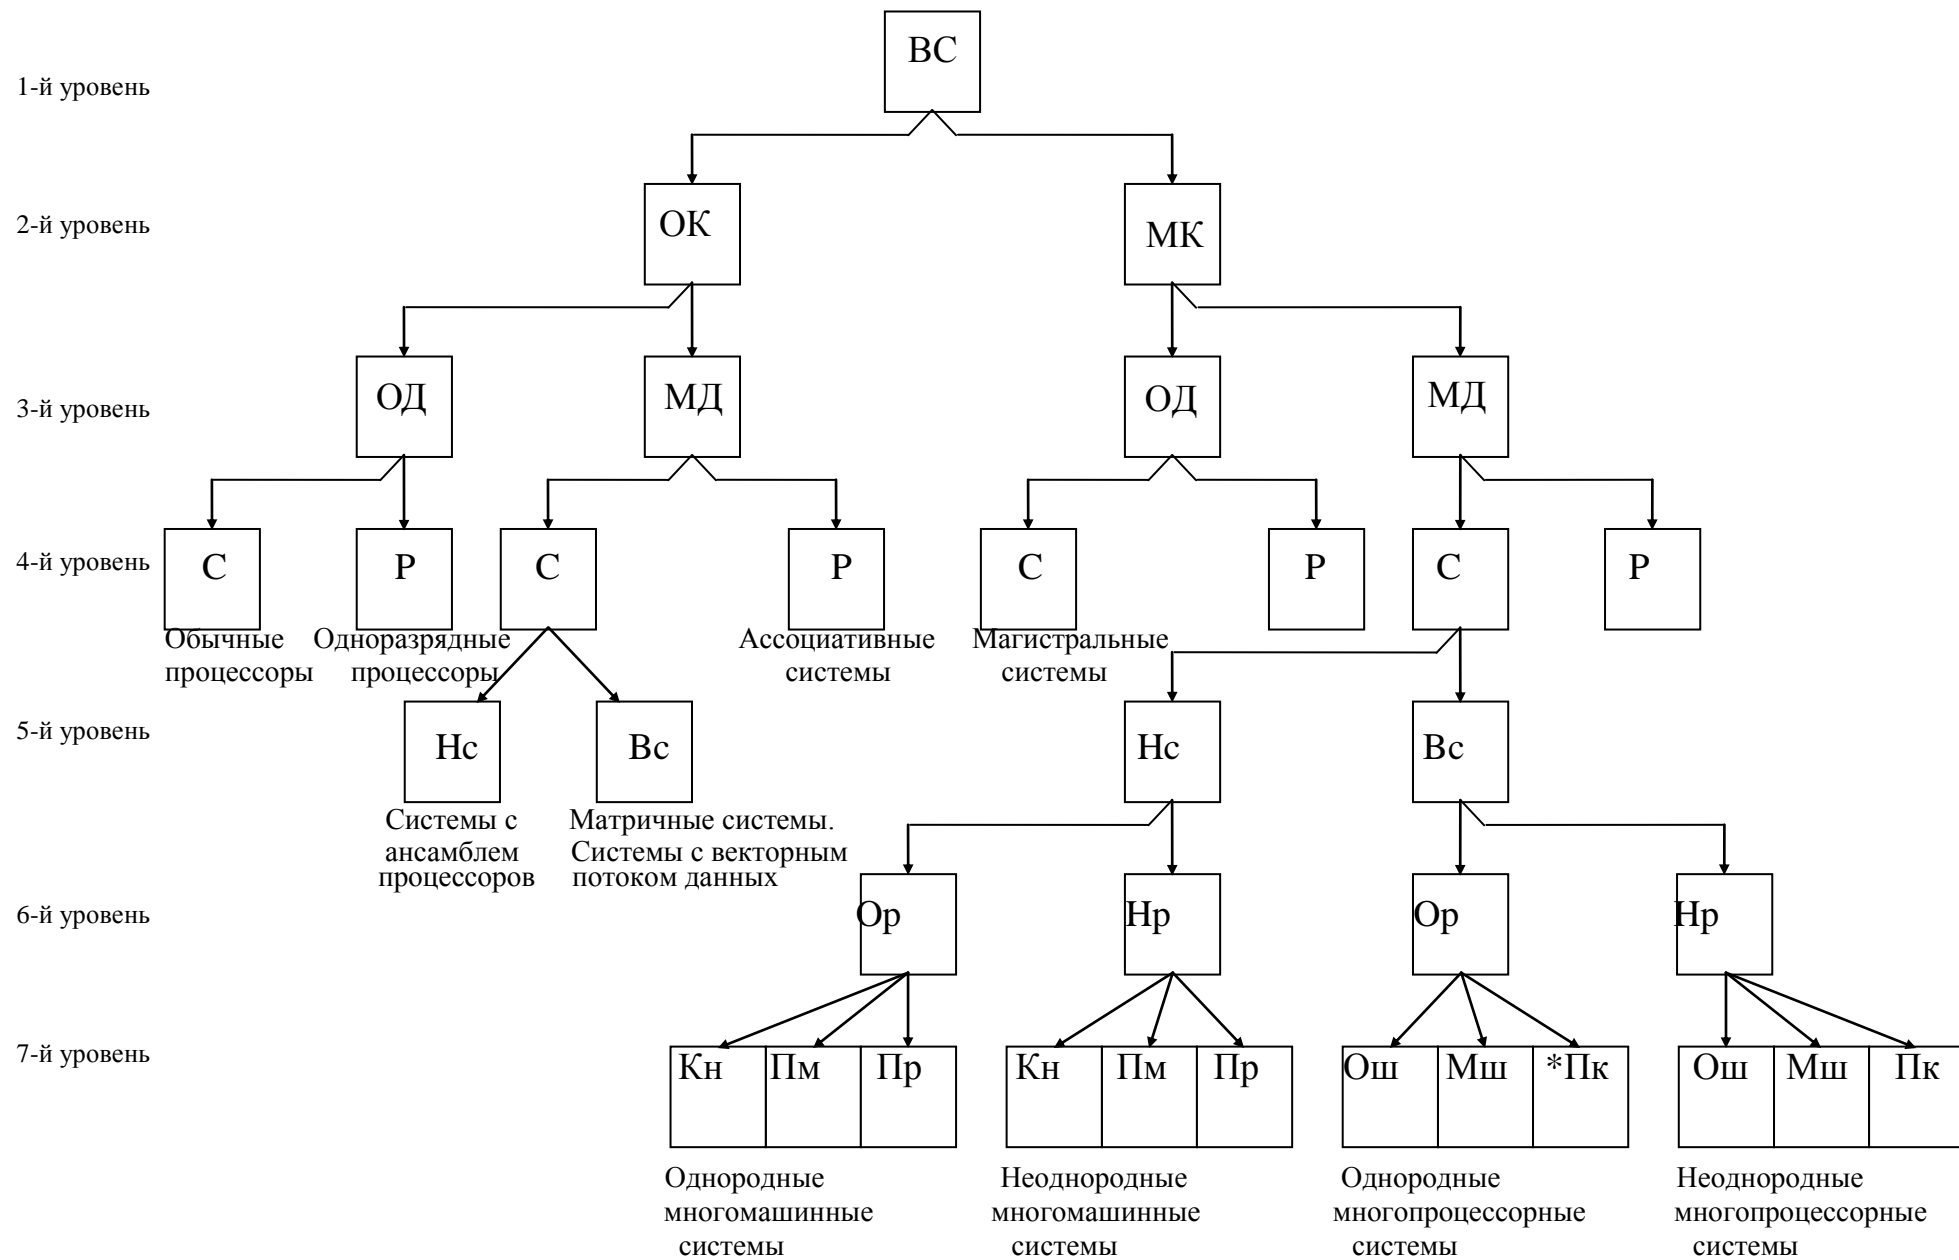 ВС
1-й уровень
2-й уровень
ОК
МК
3-й уровень
ОД
МД
ОД
МД
4-й уровень
С
Р
С
Р
С
Р
С
Р
Обычные
процессоры
Одноразрядные
процессоры
Ассоциативные
системы
Магистральные
системы
5-й уровень
Нс
Вс
Нс
Вс
Системы с
ансамблем
процессоров
Матричные системы.
Системы с векторным
потоком данных
6-й уровень
Ор
Нр
Ор
Нр
7-й уровень
Кн
Пм
Пр
Кн
Пм
Пр
Ош
Мш
*Пк
Ош
Мш
Пк
Однородные
многомашинные
системы
Неоднородные
многомашинные
системы
Однородные
многопроцессорные
системы
Неоднородные
многопроцессорные
системы